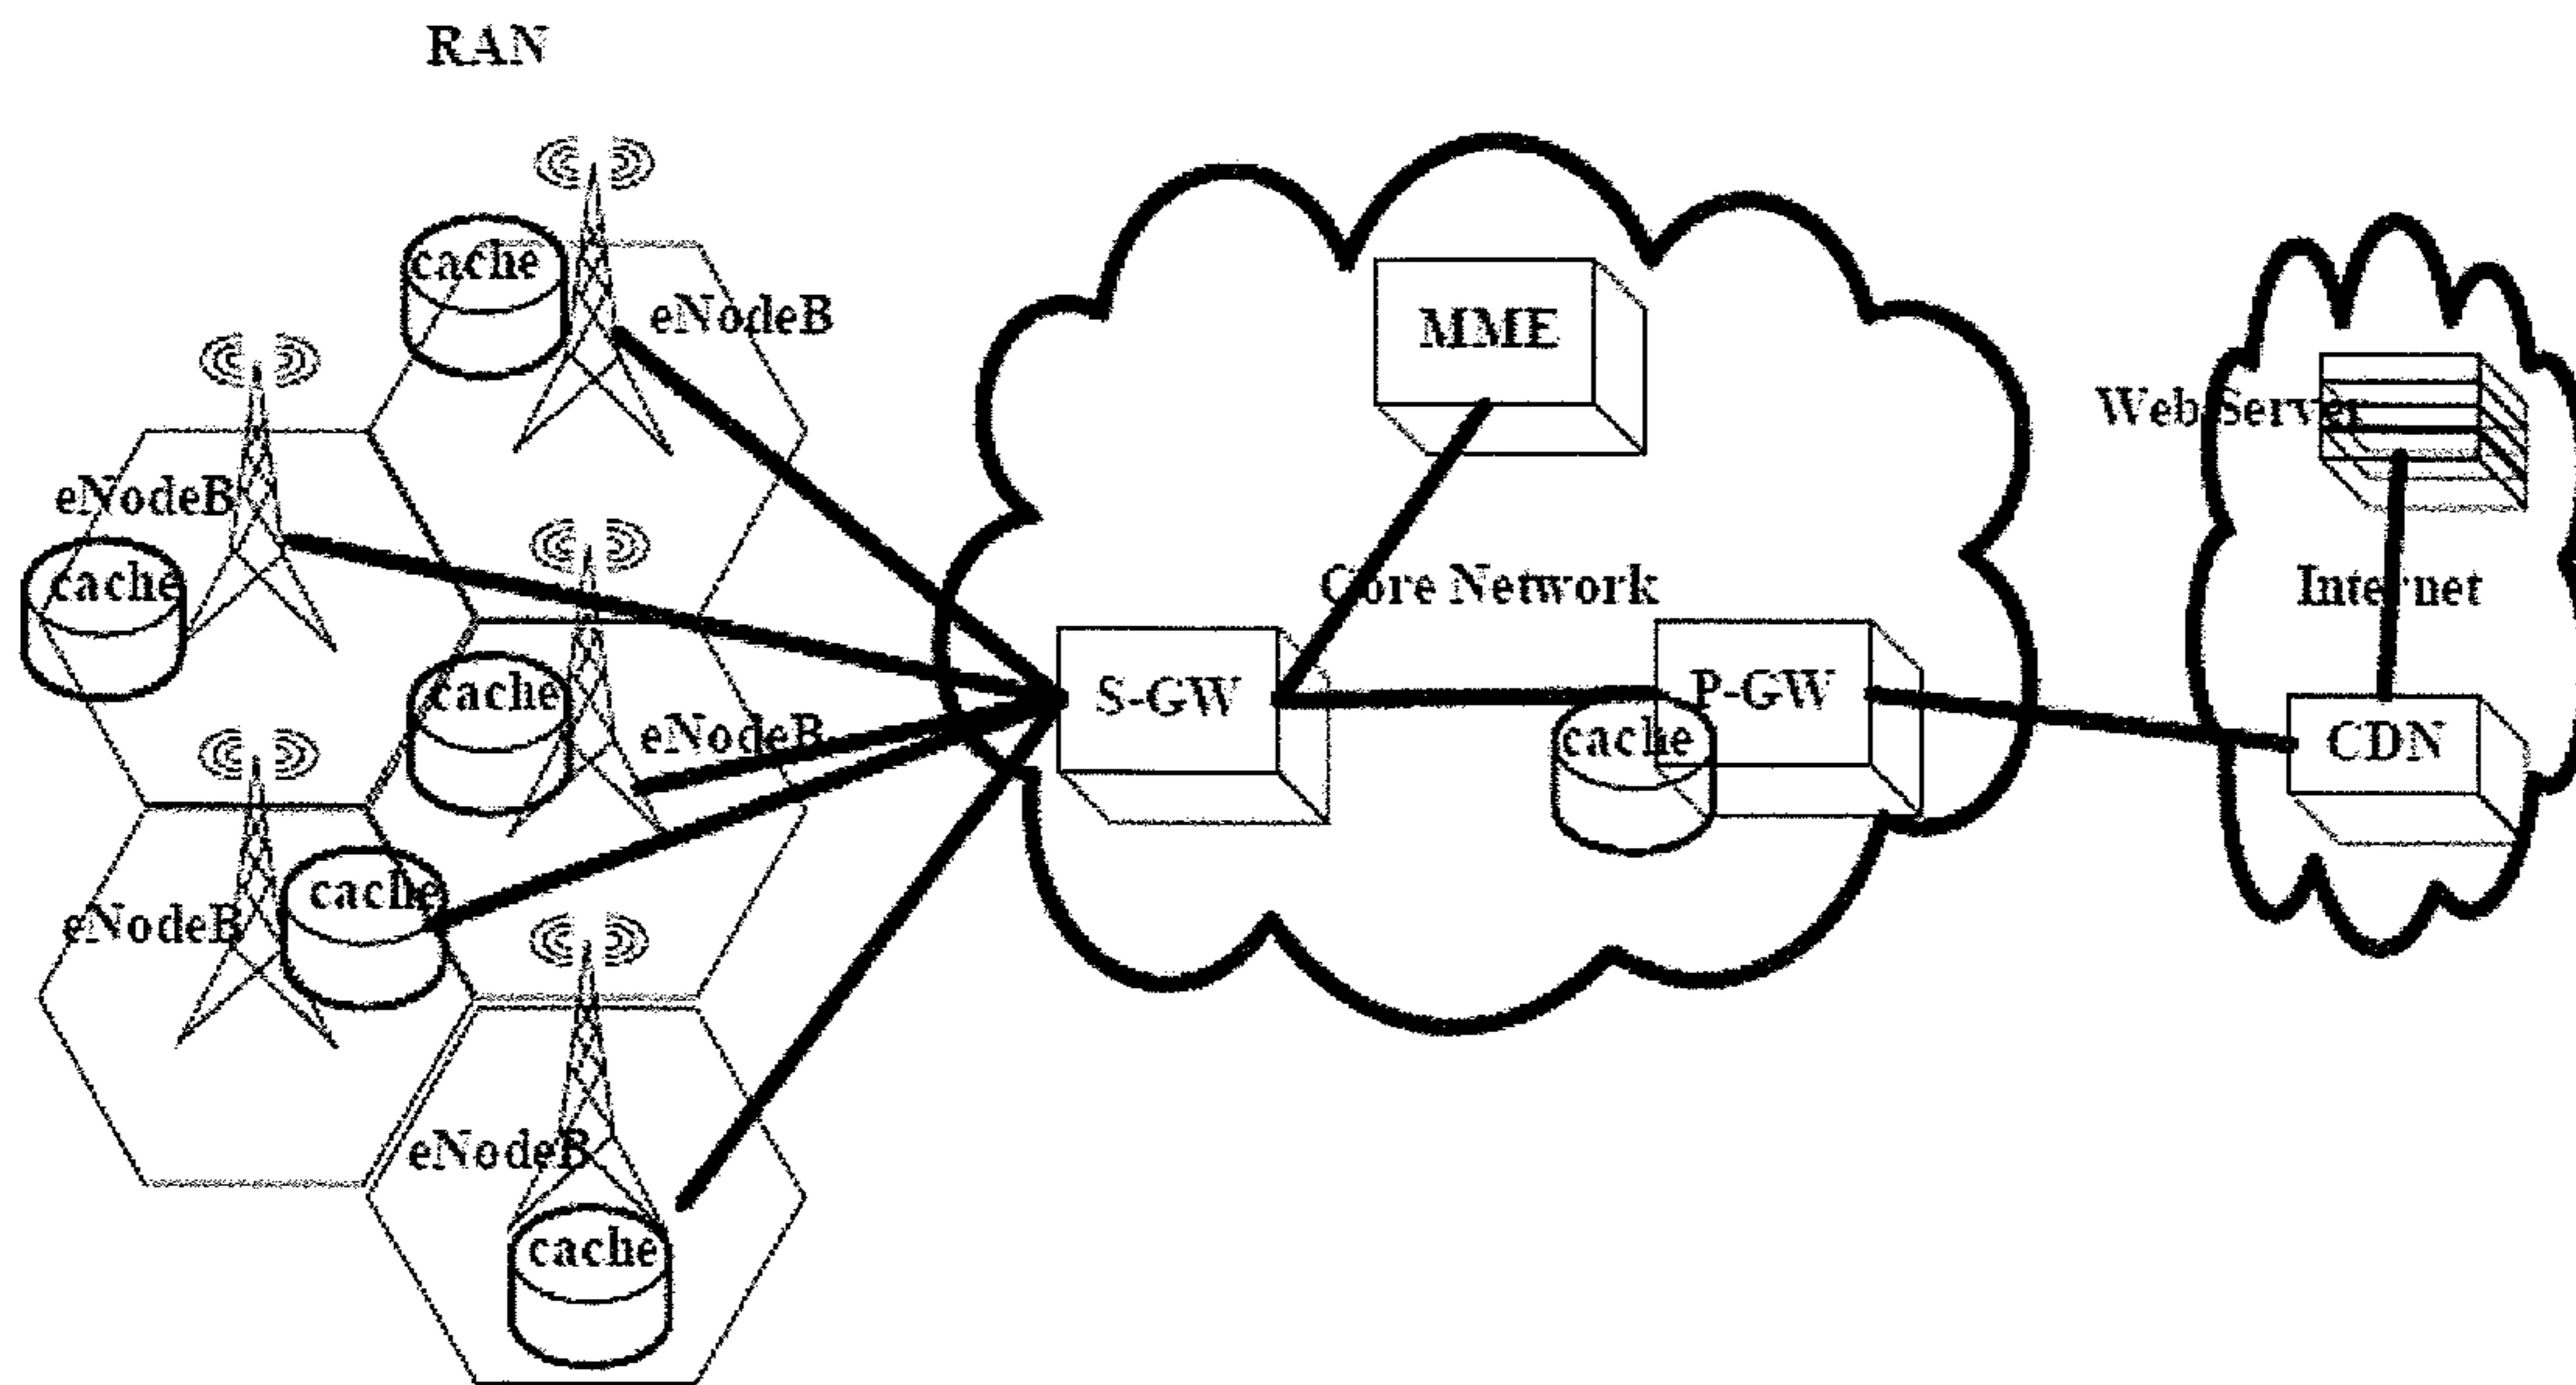 RAN
cache
eNodeB
eNodeB
cache
cache
eNodeB
cache
eNodeB
eNodeB
cache
MME
Core Network
S-GW
P-GW
cache
Web Server
Internet
CDN